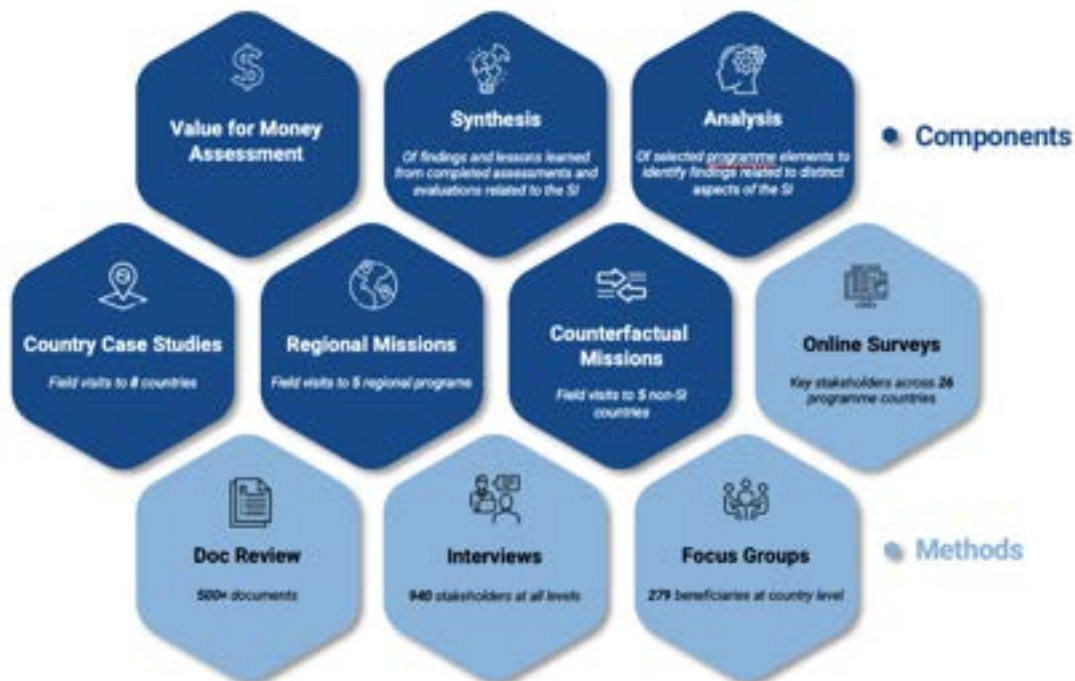 Value for Money
Assessment
Synthesis
Of findings and lessons learned
from completed assessments and
evaluations related to the SI
Analysis
Of selected programme elements to
identify findings related to distinct
aspects of the SI
Components
Country Case Studies
Field visits to 8 countries
Regional Missions
Field visits to 5 regional programs
Counterfactual
Missions
Field visits to 5 non-SI
countries
Online Surveys
Key stakeholders across 26
programme countries
Doc Review
500+ documents
Interviews
940 stakeholders at all levels
Focus Groups
279 beneficiaries at country level
Methods